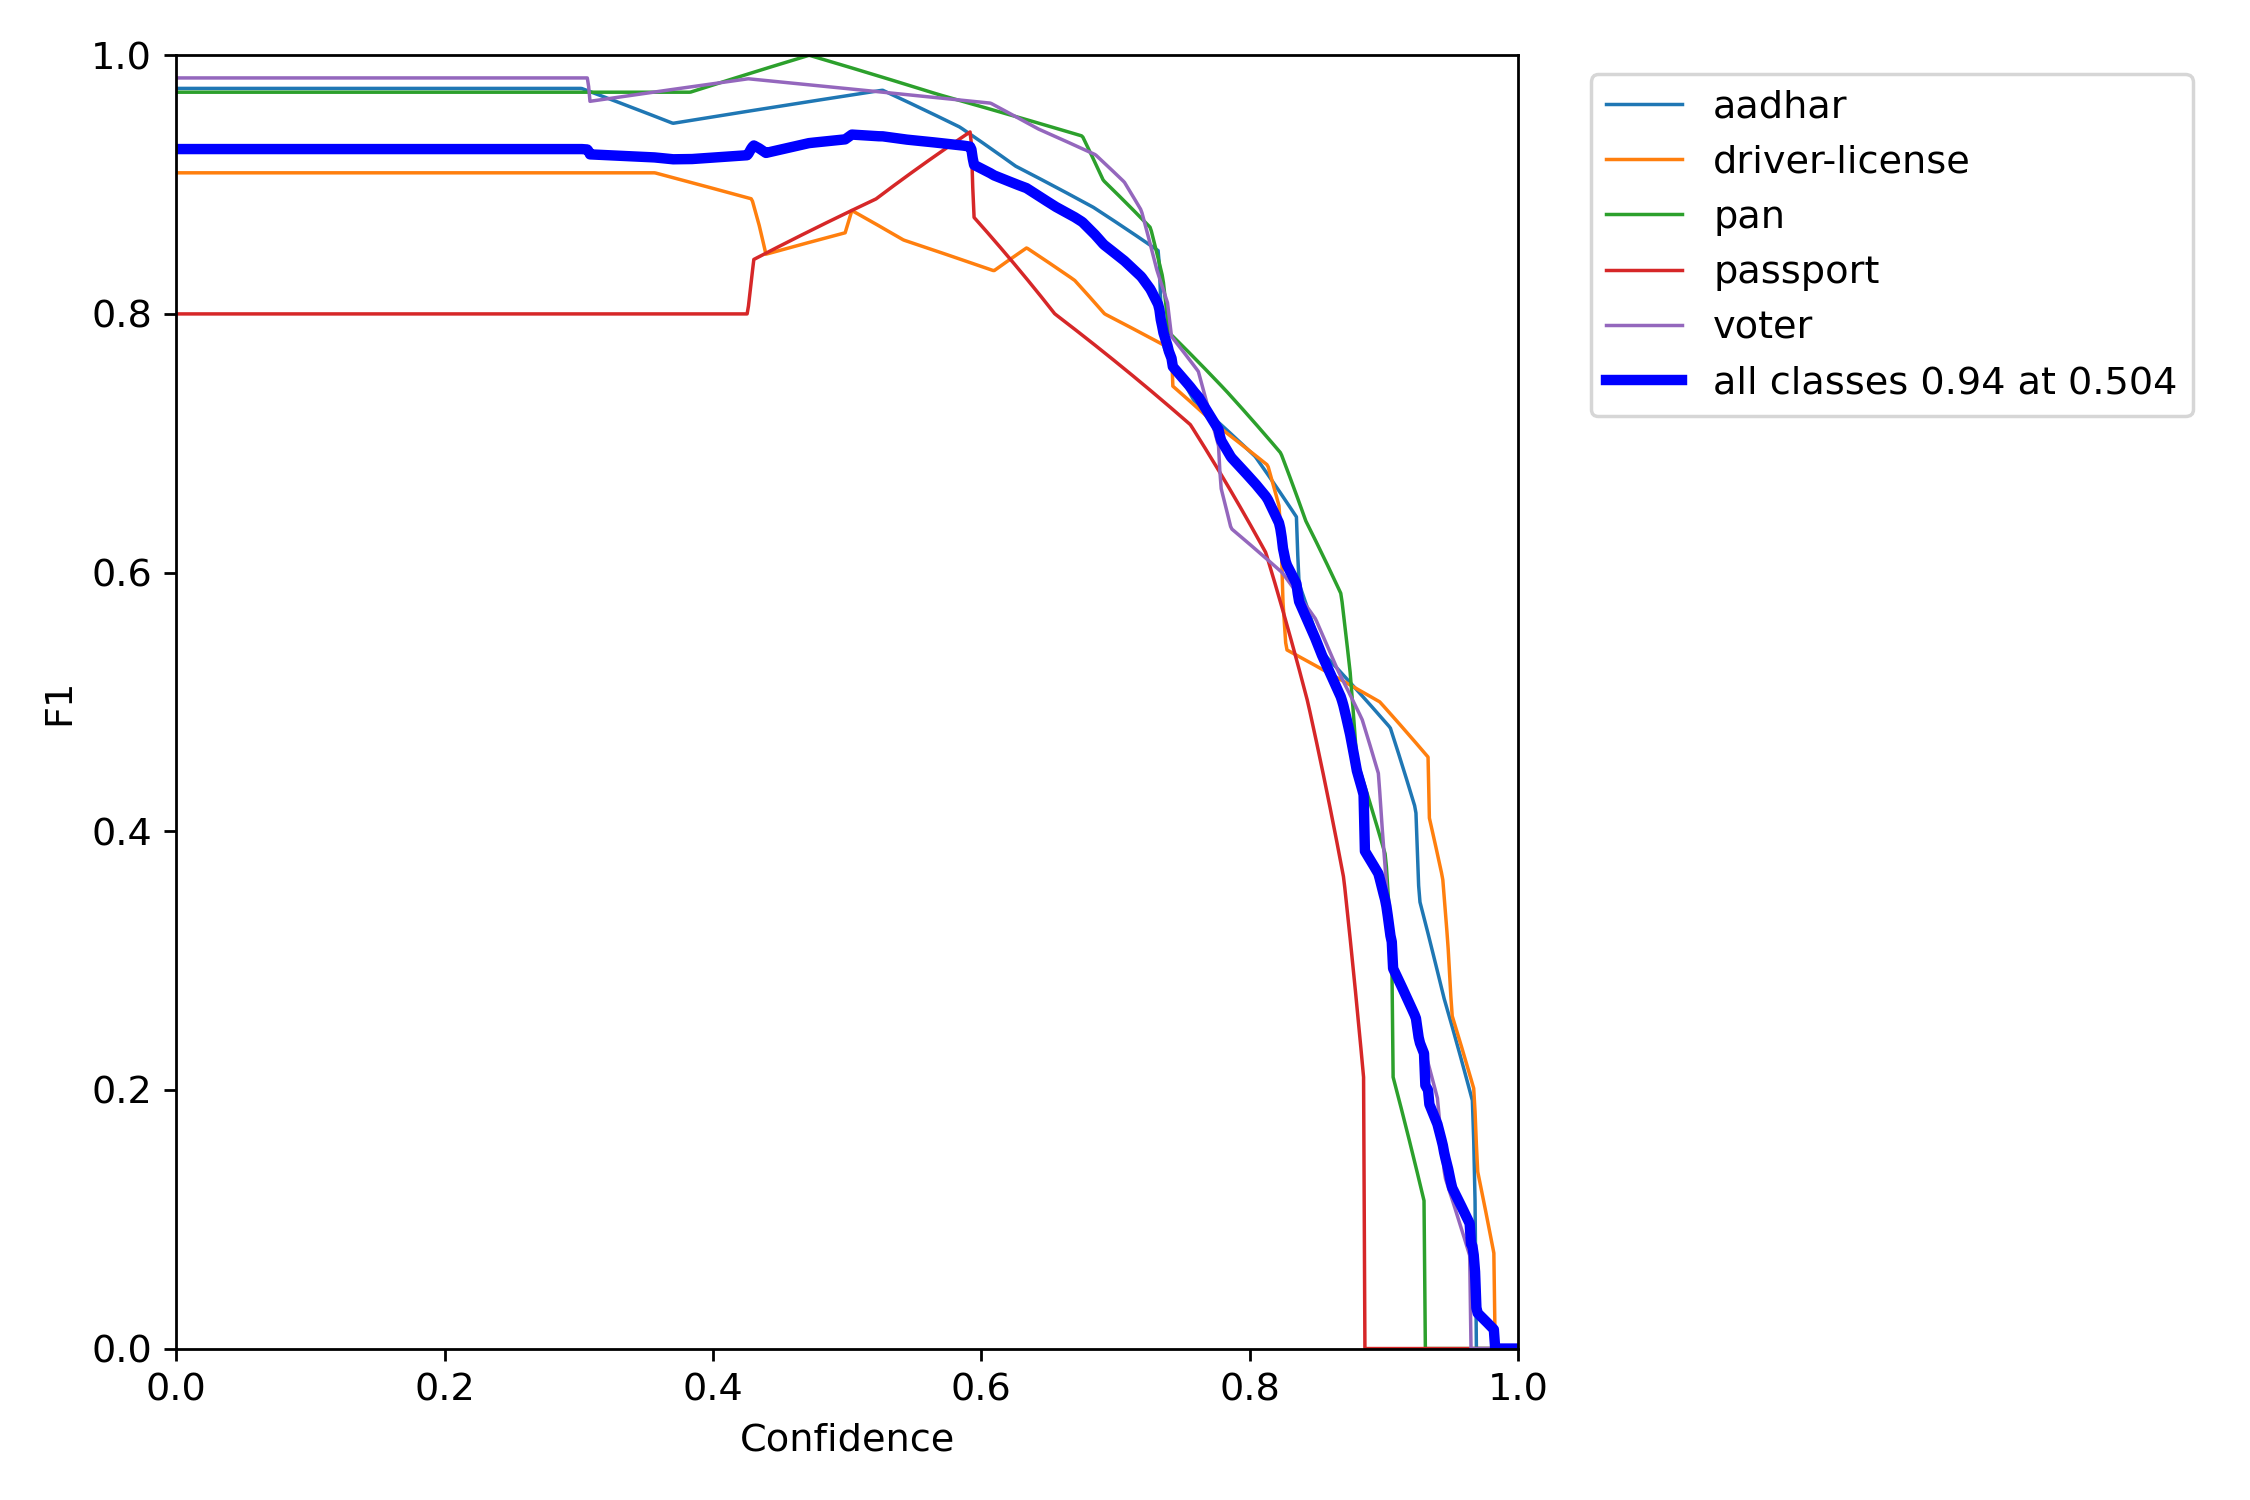 1.0
0.8
0.6
0.4
0.2
0.0
F1
0.0 0.2 0.4 0.6 0.8 1.0
Confidence
aadhar
driver-license
pan
passport
voter
all classes 0.94 at 0.504